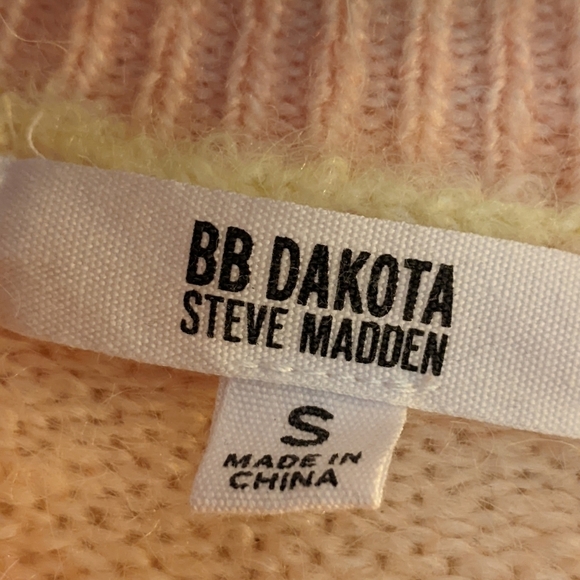 BB DAKOTA
STEVE MADDEN
S
MADE IN
CHINA